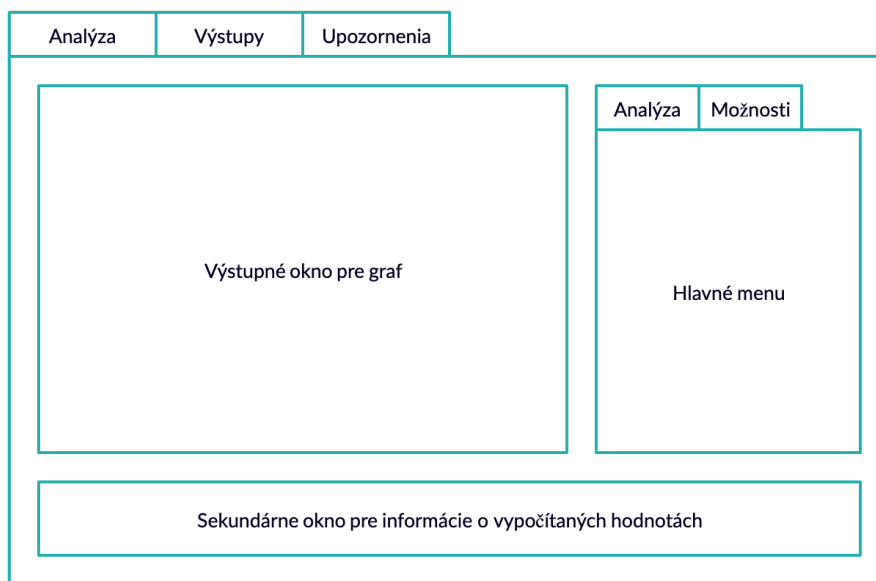 Analýza
Výstupy
Upozornenia
Analýza
Možnosti
Výstupné okno pre graf
Hlavné menu
Sekundárne okno pre informácie o vypočítaných hodnotách